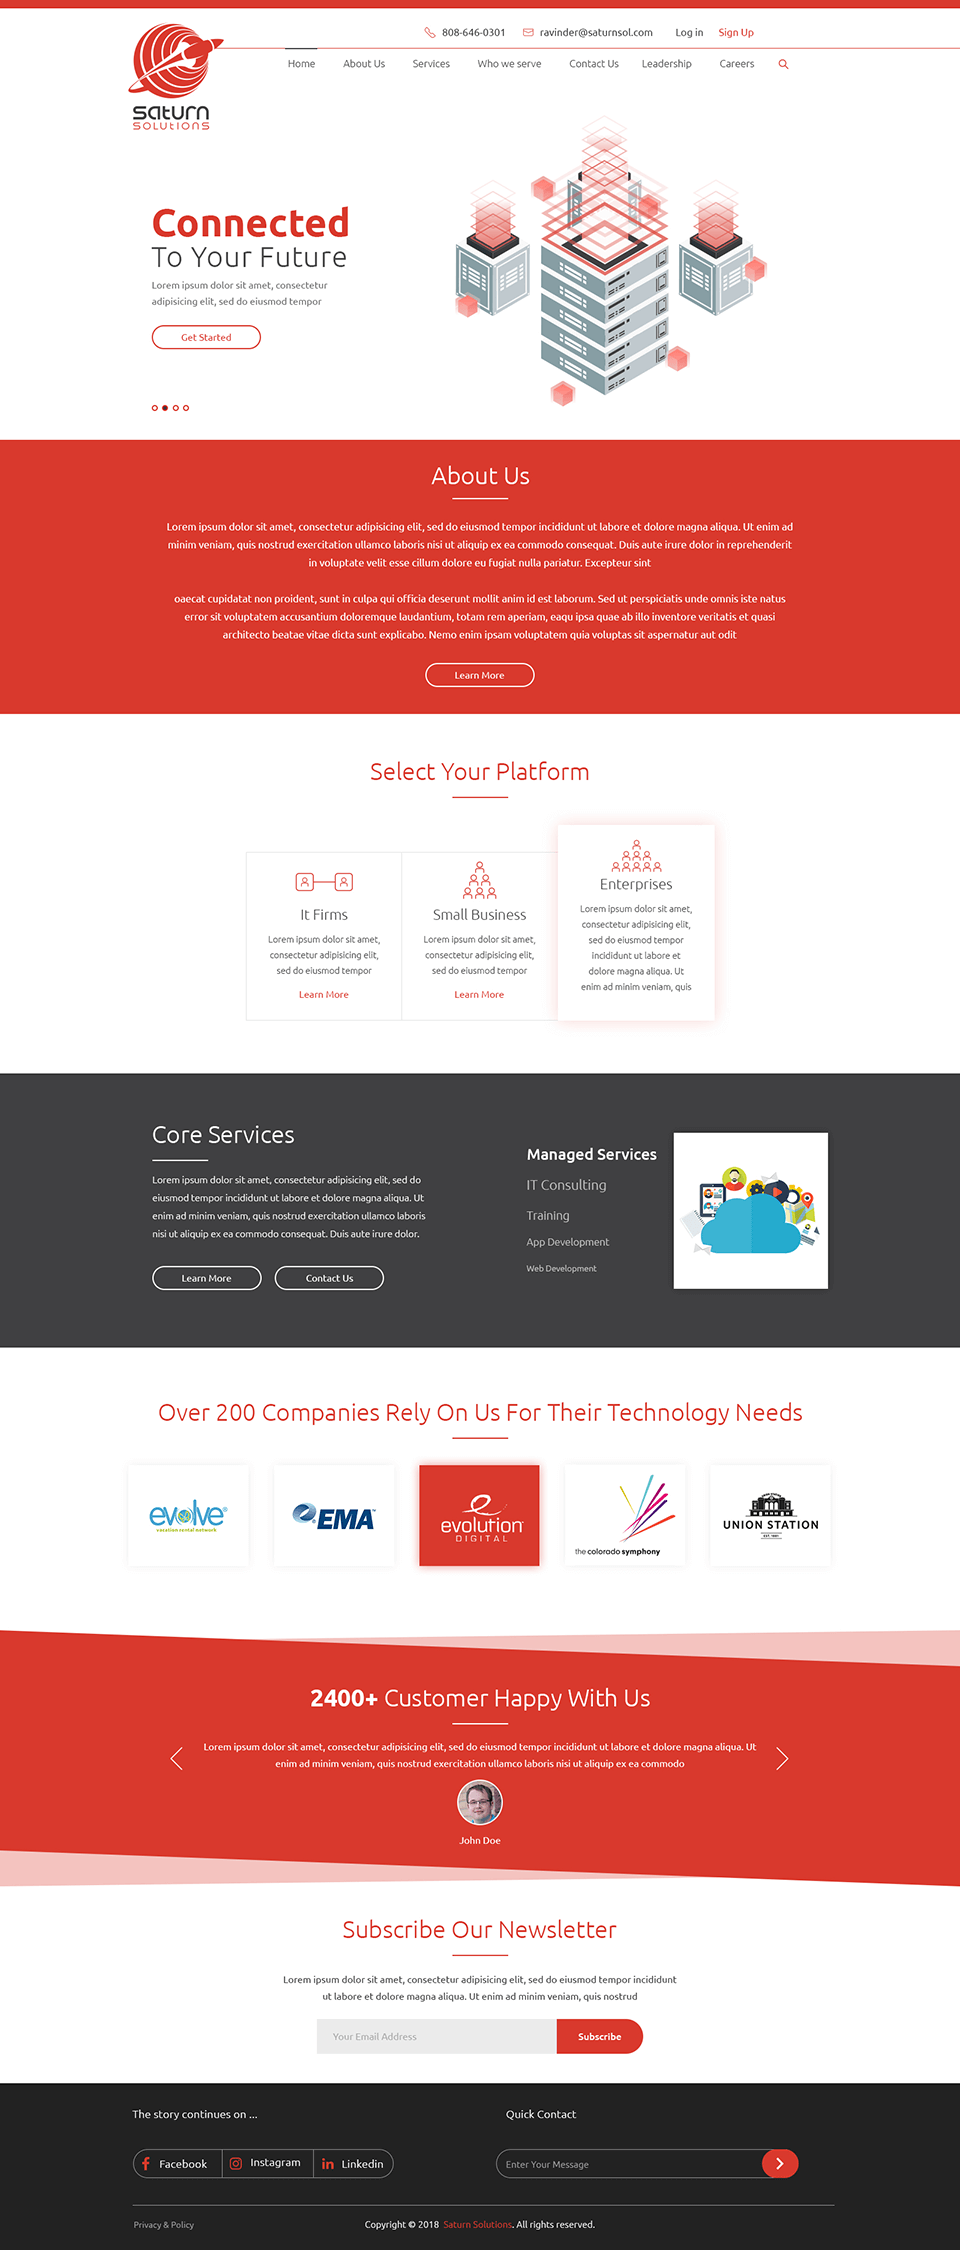 808-646-0301
ravinder@saturnsol.com
Log in
Sign Up
saturn
SOLUTIONS
Home
About Us
Services
Who we serve
Contact Us
Leadership
Careers
Connected
To Your Future
Lorem ipsum dolor sit amet, consectetur
adipisicing elit, sed do eiusmod tempor
Get Started
About Us
Lorem ipsum dolor sit amet, consectetur adipisicing elit, sed do eiusmod tempor incididunt ut labore et dolore magna aliqua. Ut enim ad
minim veniam, quis nostrud exercitation ullamco laboris nisi ut aliquip ex ea commodo consequat. Duis aute irure dolor in reprehenderit
in voluptate velit esse cillum dolore eu fugiat nulla pariatur. Excepteur sint
oaecat cupidatat non proident, sunt in culpa qui officia deserunt mollit anim id est laborum. Sed ut perspiciatis unde omnis iste natus
error sit voluptatem accusantium doloremque laudantium, totam rem aperiam, eaqu ipsa quae ab illo inventore veritatis et quasi
architecto beatae vitae dicta sunt explicabo. Nemo enim ipsam voluptatem quia voluptas sit aspernatur aut odit
Learn More
Select Your Platform
It Firms
Lorem ipsum dolor sit amet,
consectetur adipisicing elit,
sed do eiusmod tempor
Learn More
Small Business
Lorem ipsum dolor sit amet,
consectetur adipisicing elit,
sed do eiusmod tempor
Learn More
Enterprises
Lorem ipsum dolor sit amet,
consectetur adipisicing elit,
sed do eiusmod tempor
incididunt ut labore et
dolore magna aliqua. Ut
enim ad minim veniam, quis
Core Services
Lorem ipsum dolor sit amet, consectetur adipisicing elit, sed do
eiusmod tempor incididunt ut labore et dolore magna aliqua. Ut
enim ad minim veniam, quis nostrud exercitation ullamco laboris
nisi ut aliquip ex ea commodo consequat. Duis aute irure dolor.
Learn More
Contact Us
Managed Services
IT Consulting
Training
App Development
Web Development
Over 200 Companies Rely On Us For Their Technology Needs
evolve®
vacation rental network
EMA™
evolution
DIGITAL
the colorado symphony
UNION STATION
EST. 1881
2400+ Customer Happy With Us
Lorem ipsum dolor sit amet, consectetur adipisicing elit, sed do eiusmod tempor incididunt ut labore et dolore magna aliqua. Ut
enim ad minim veniam, quis nostrud exercitation ullamco laboris nisi ut aliquip ex ea commodo
John Doe
Subscribe Our Newsletter
Lorem ipsum dolor sit amet, consectetur adipisicing elit, sed do eiusmod tempor incididunt
ut labore et dolore magna aliqua. Ut enim ad minim veniam, quis nostrud
Your Email Address
Subscribe
The story continues on ...
Facebook
Instagram
Linkedin
Quick Contact
Enter Your Message
Privacy & Policy
Copyright © 2018 Saturn Solutions. All rights reserved.